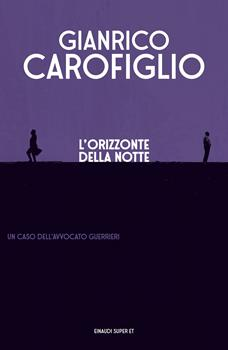 GIANRICO
CAROFIGLIO
L'ORIZZONTE
DELLA NOTTE
UN CASO DELL'AVVOCATO GUERRIERI
EINAUDI SUPER ET